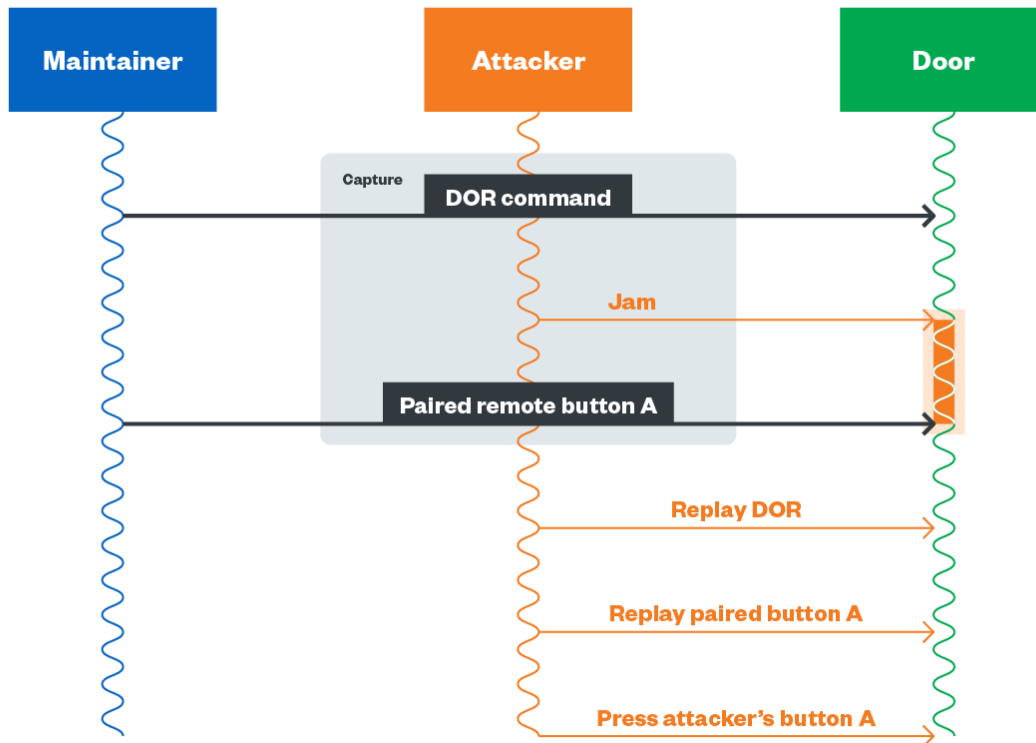 Maintainer
Attacker
Door
Capture
DOR command
Jam
Paired remote button A
Replay DOR
Replay paired button A
Press attacker’s button A